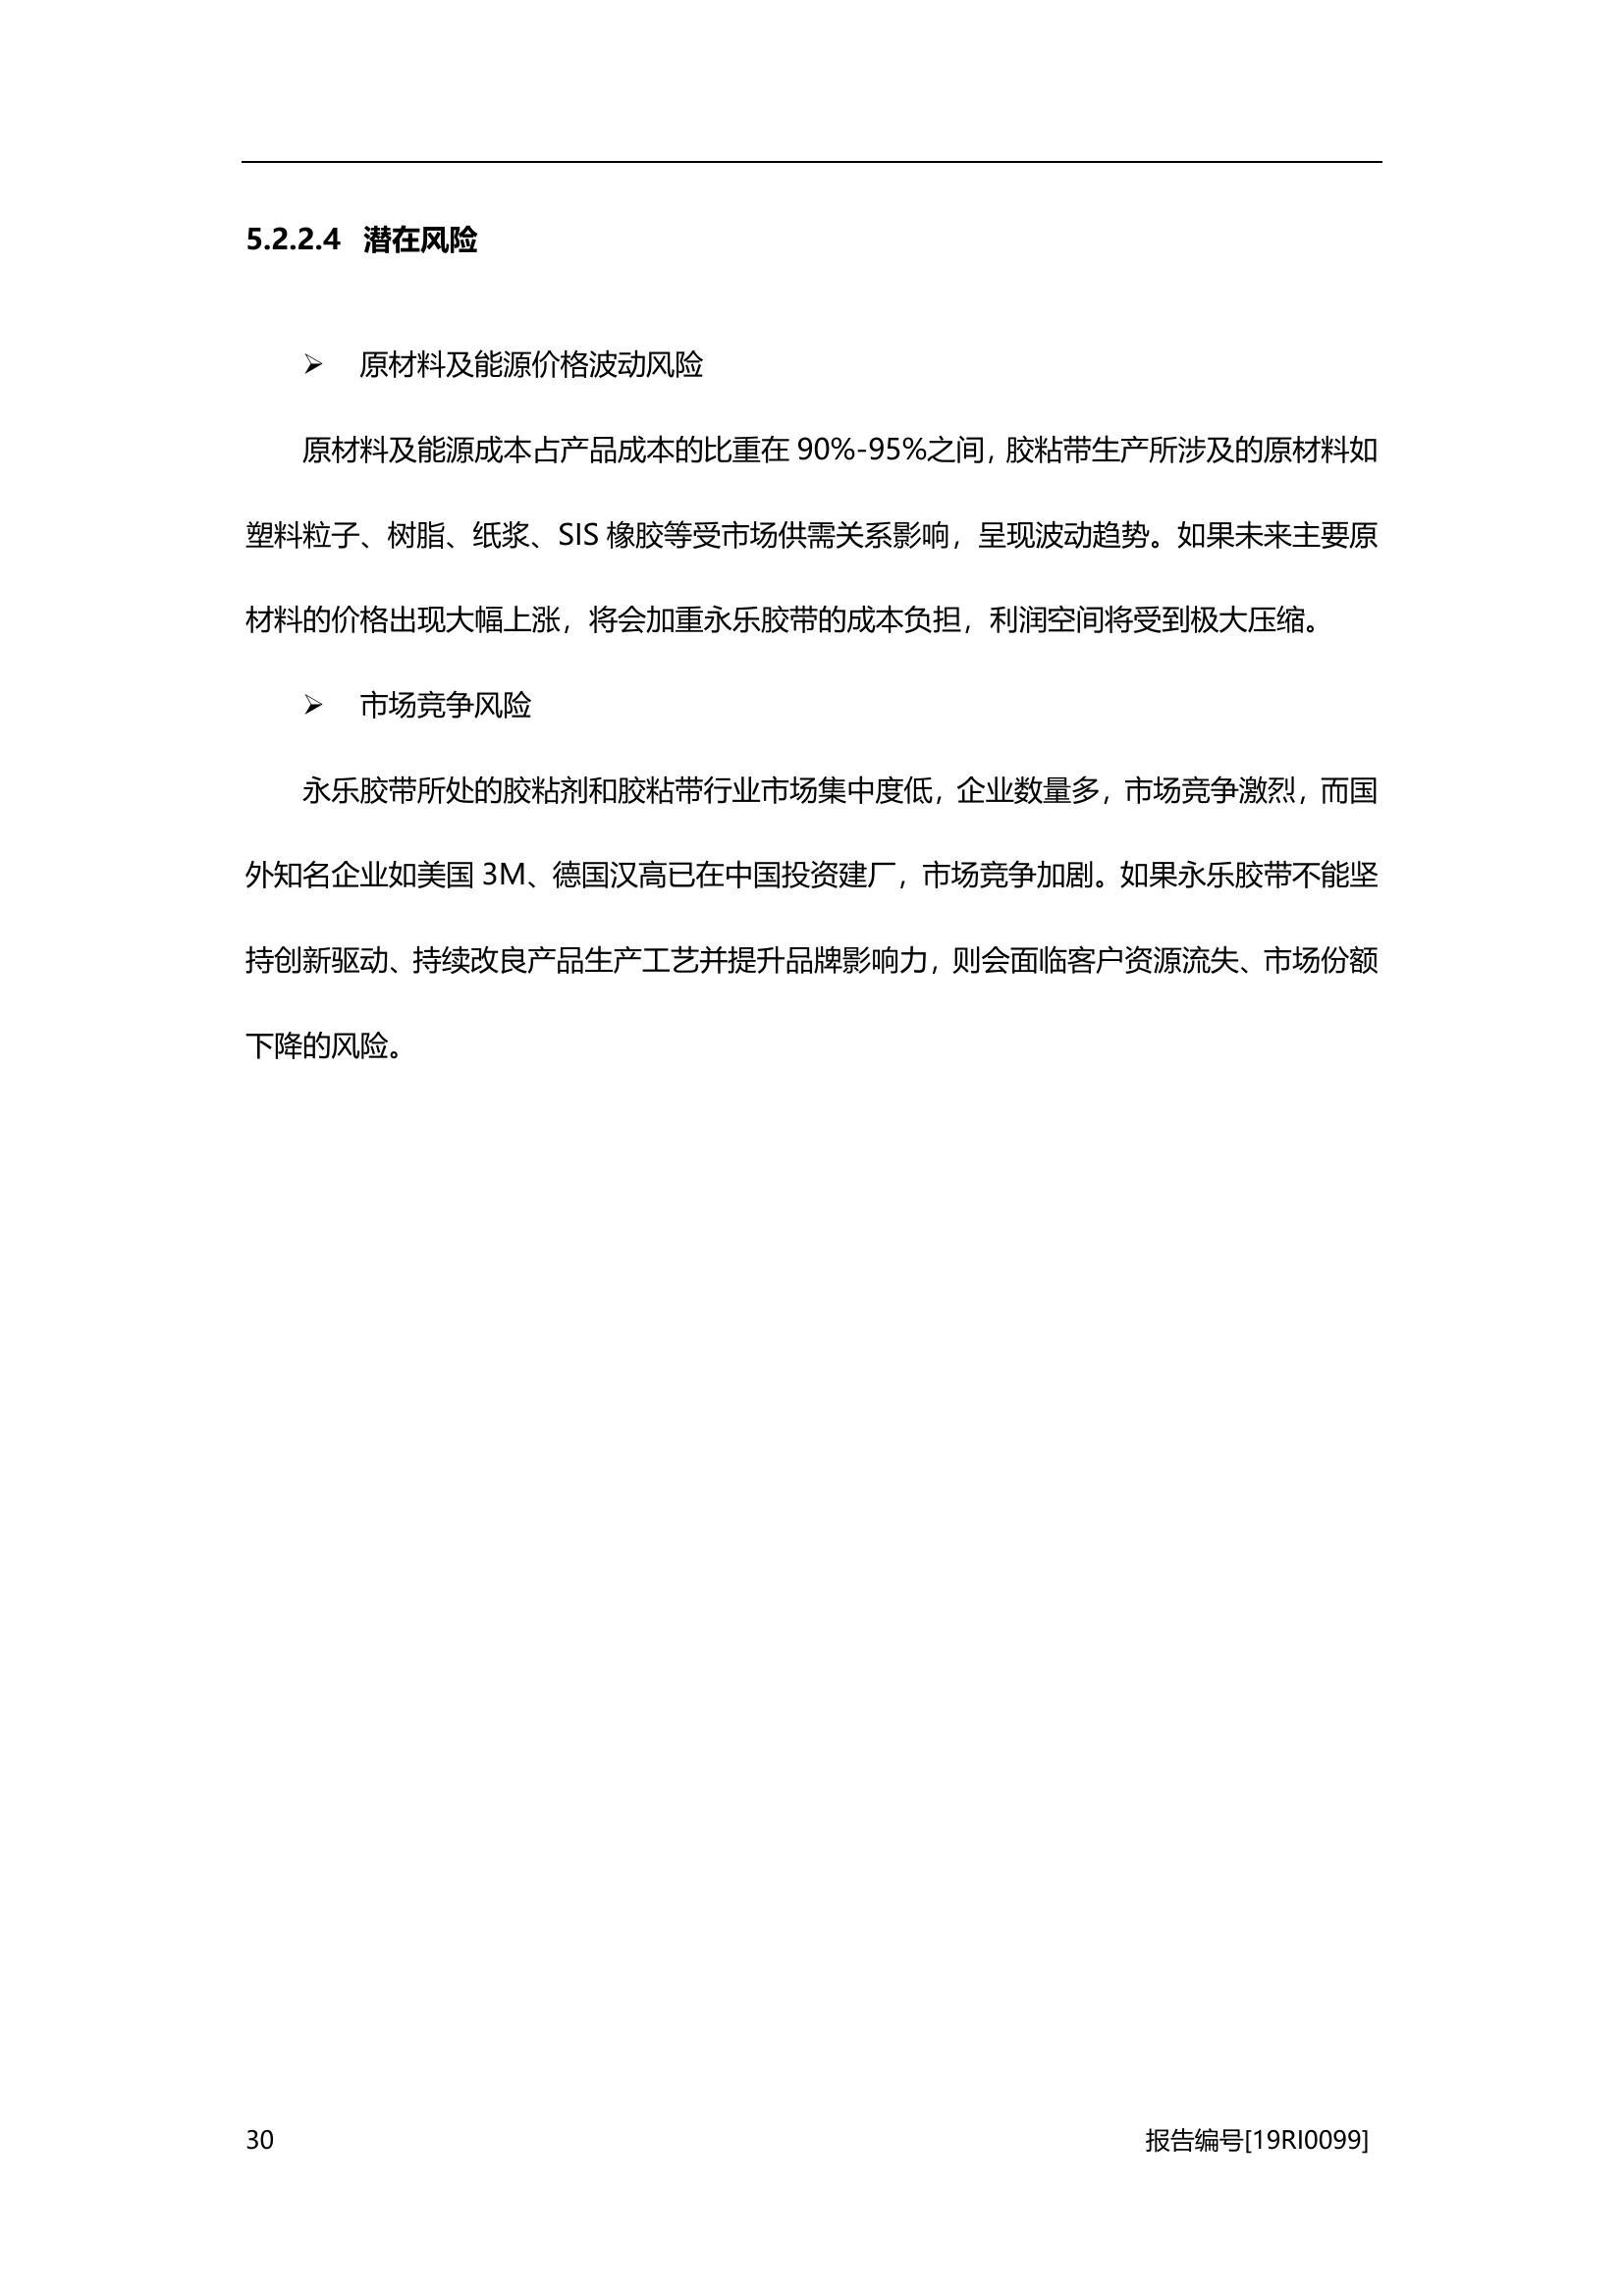 5.2.2.4 潜在风险
➢ 原材料及能源价格波动风险
原材料及能源成本占产品成本的比重在 90%-95%之间，胶粘带生产所涉及的原材料如
塑料粒子、树脂、纸浆、SIS 橡胶等受市场供需关系影响，呈现波动趋势。如果未来主要原
材料的价格出现大幅上涨，将会加重永乐胶带的成本负担，利润空间将受到极大压缩。
➢ 市场竞争风险
永乐胶带所处的胶粘剂和胶粘带行业市场集中度低，企业数量多，市场竞争激烈，而国
外知名企业如美国 3M、德国汉高已在中国投资建厂，市场竞争加剧。如果永乐胶带不能坚
持创新驱动、持续改良产品生产工艺并提升品牌影响力，则会面临客户资源流失、市场份额
下降的风险。
30 报告编号[19RI0099]